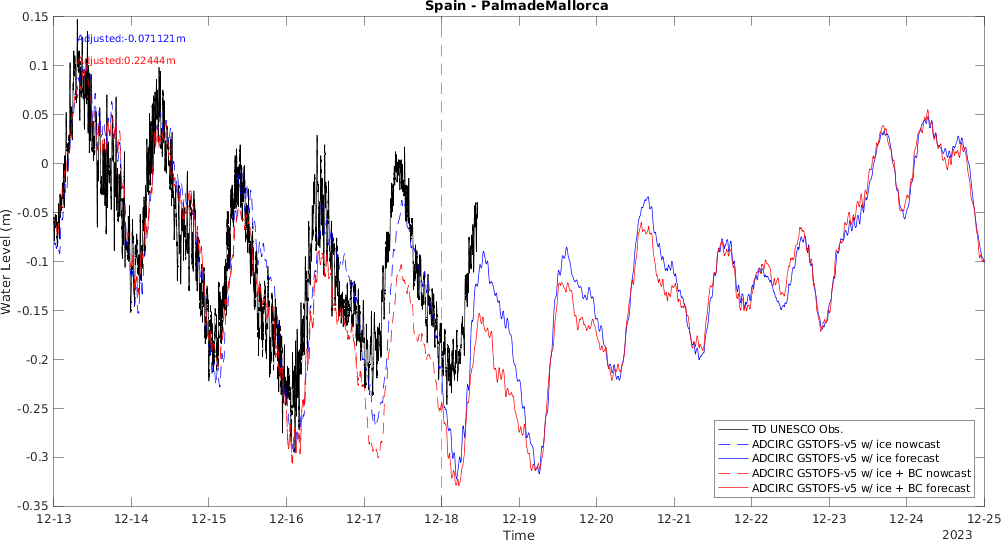 Spain - PalmadeMallorca
0.15
Adjusted:-0.071121m
Adjusted:0.22444m
0.1
0.05
0
-0.05
-0.1
-0.15
-0.2
-0.25
-0.3
-0.35
Water Level (m)
TD UNESCO Obs.
ADCIRC GSTOFS-v5 w/ ice nowcast
ADCIRC GSTOFS-v5 w/ ice forecast
ADCIRC GSTOFS-v5 w/ ice + BC nowcast
ADCIRC GSTOFS-v5 w/ ice + BC forecast
12-13 12-14 12-15 12-16 12-17 12-18 12-19 12-20 12-21 12-22 12-23 12-24 12-25
Time
2023